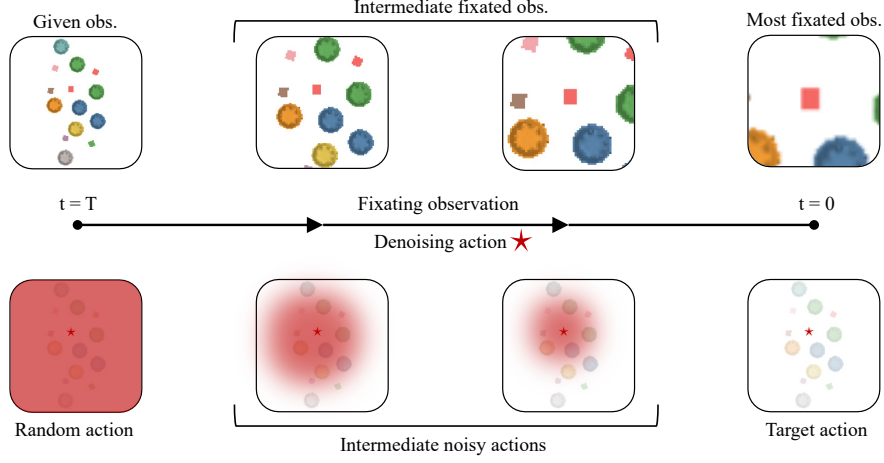 Given obs.
Intermediate fixated obs.
Most fixated obs.
t = T
Fixating observation
t = 0
Denoising action
Random action
Intermediate noisy actions
Target action